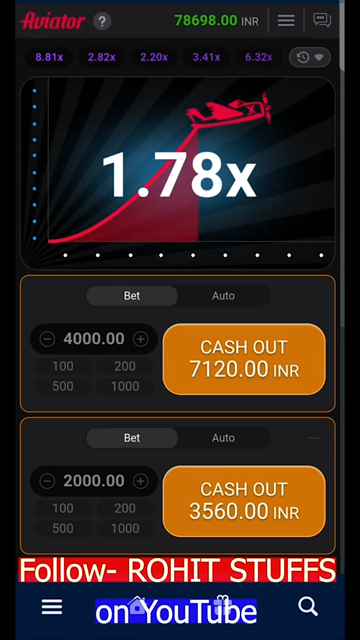 Aviator ? 78698.00 INR
8.81x 2.82x 2.20x 3.41x 6.32x
1.78x
Bet Auto
4000.00
100 200
500 1000
CASH OUT
7120.00 INR
Bet Auto
2000.00
100 200
500 1000
CASH OUT
3560.00 INR
Follow- ROHIT STUFFS
on YouTube